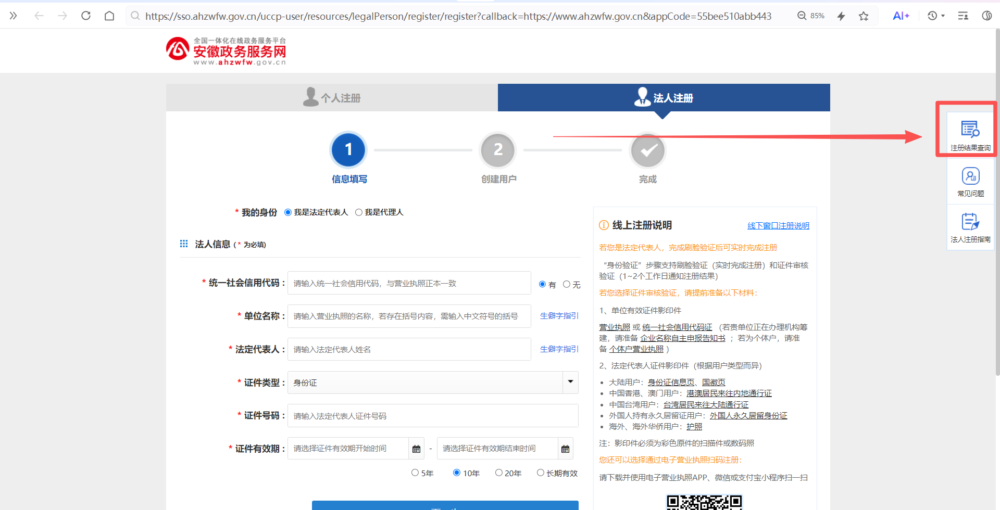 https://sso.ahzwfw.gov.cn/uccp-user/resources/legalPerson/register/register?callback=https://www.ahzwfw.gov.cn&appCode=55bee510abb443
85%
AI
全国一体化在线政务服务平台
安徽政务服务网
www.ahzwfw.gov.cn
个人注册
法人注册
1
2
信息填写
创建用户
完成
注册结果查询
常见问题
法人注册指南
* 我的身份 我是法定代表人 我是代理人
法人信息 ( * 为必填)
* 统一社会信用代码： 请输入统一社会信用代码，与营业执照正本一致 有 无
* 单位名称： 请输入营业执照的名称，若存在括号内容，需输入中文符号的括号 生僻字指引
* 法定代表人： 请输入法定代表人姓名 生僻字指引
* 证件类型： 身份证
* 证件号码： 请输入法定代表人证件号码
* 证件有效期： 请选择证件有效期开始时间 - 请选择证件有效期结束时间
5年 10年 20年 长期有效
线上注册说明 线下窗口注册说明
若您是法定代表人，完成刷脸验证后可实时完成注册
“身份验证”步骤支持刷脸验证（实时完成注册）和证件审核
验证（1~2个工作日通知注册结果）
若您选择证件审核验证，请提前准备以下材料：
1、单位有效证件影印件
营业执照 或 统一社会信用代码证 （若贵单位正在办理机构筹
建，请准备 企业名称自主申报告知书 ；若为个体户，请准
备 个体户营业执照 ）
2、法定代表人证件影印件（根据用户类型而异）
• 大陆用户：身份证信息页、国徽页
• 中国香港、澳门用户：港澳居民来往内地通行证
• 中国台湾用户：台湾居民来往大陆通行证
• 外国人持有永久居留证用户：外国人永久居留身份证
• 海外、海外华侨用户：护照
注：影印件必须为彩色原件的扫描件或数码照
您还可以选择通过电子营业执照扫码注册：
请下载并使用电子营业执照APP、微信或支付宝小程序扫一扫